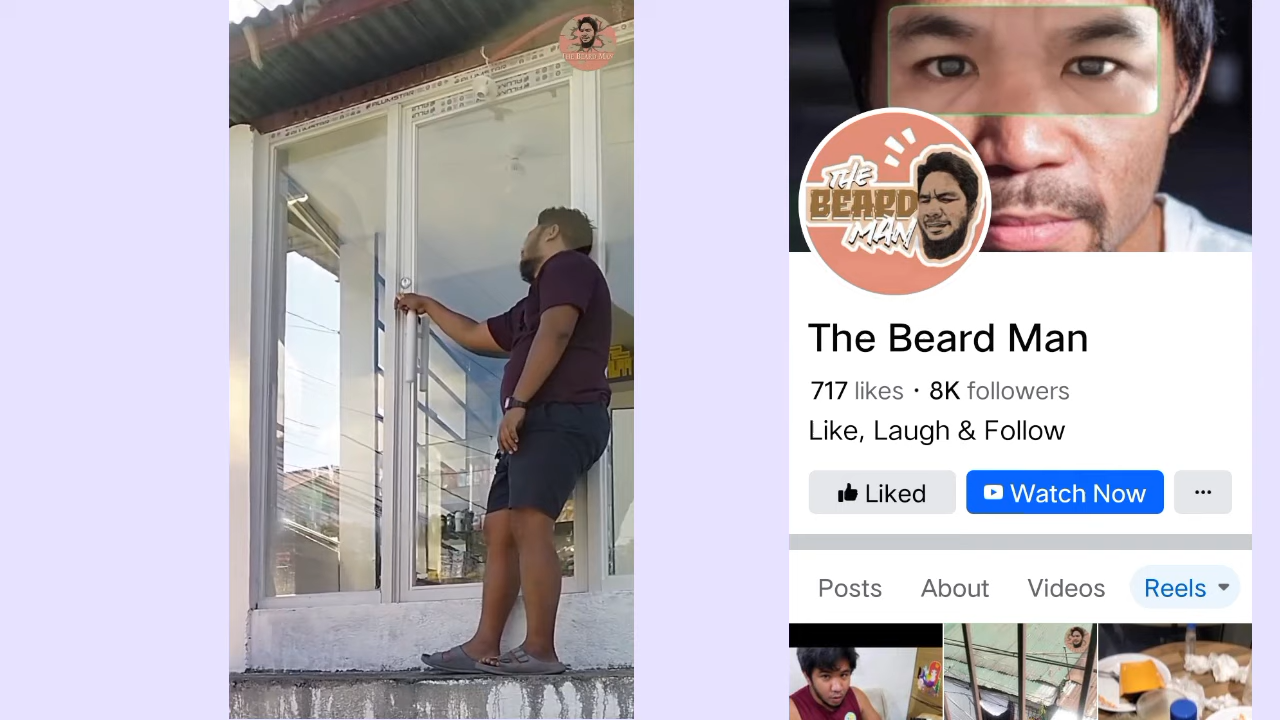 THE BEARD MAN
ALUMSTAR
THE
BEARD
MAN
The Beard Man
717 likes · 8K followers
Like, Laugh & Follow
Liked
Watch Now
Posts
About
Videos
Reels